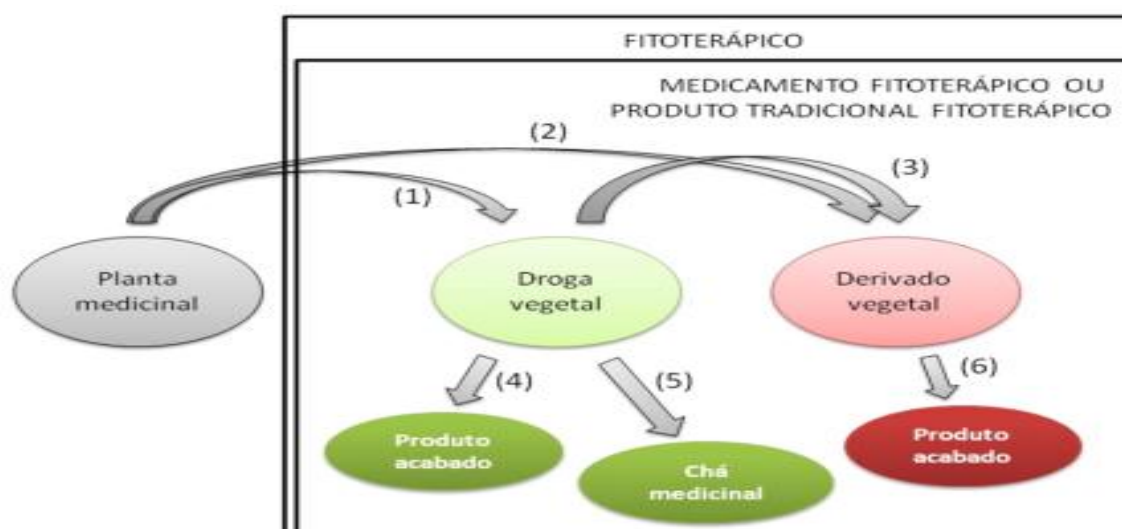 FITOTERÁPICO
MEDICAMENTO FITOTERÁPICO OU
PRODUTO TRADICIONAL FITOTERÁPICO
(2)
(3)
(1)
Planta
medicinal
Droga
vegetal
Derivado
vegetal
(4)
(5)
(6)
Produto
acabado
Chá
medicinal
Produto
acabado